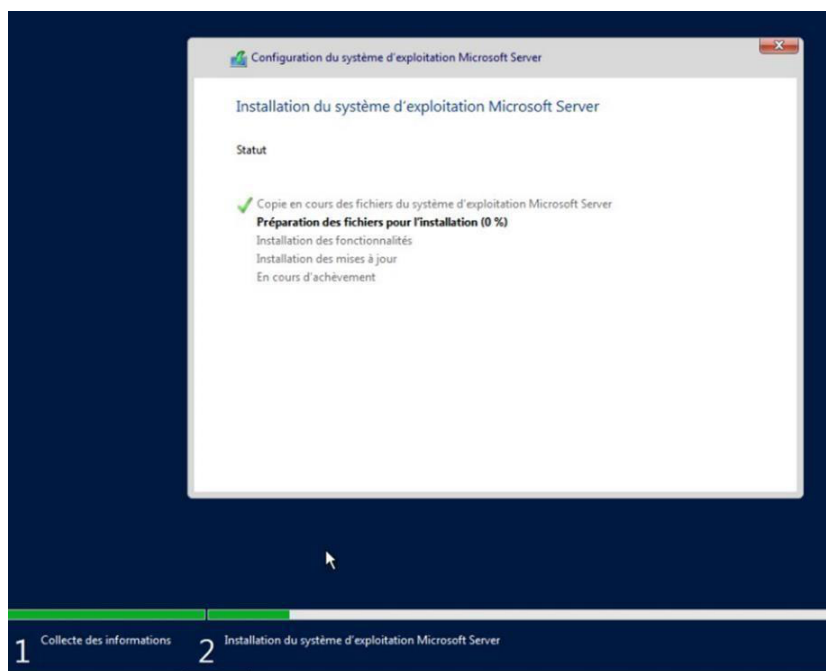 Configuration du système d'exploitation Microsoft Server
Installation du système d'exploitation Microsoft Server
Statut
Copie en cours des fichiers du système d'exploitation Microsoft Server
Préparation des fichiers pour l'installation (0 %)
Installation des fonctionnalités
Installation des mises à jour
En cours d'achèvement
1 Collecte des informations
2 Installation du système d'exploitation Microsoft Server